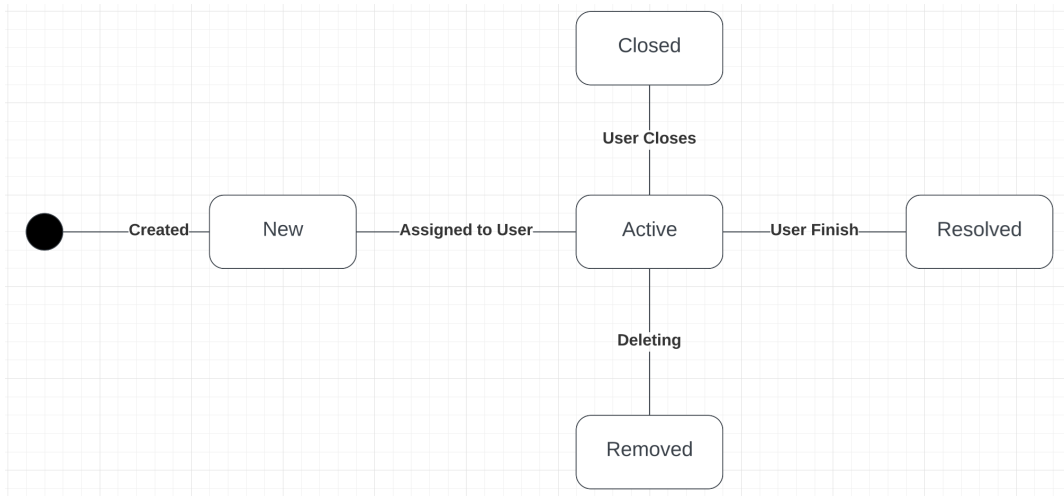 Closed
User Closes
Created
New
Assigned to User
Active
User Finish
Resolved
Deleting
Removed